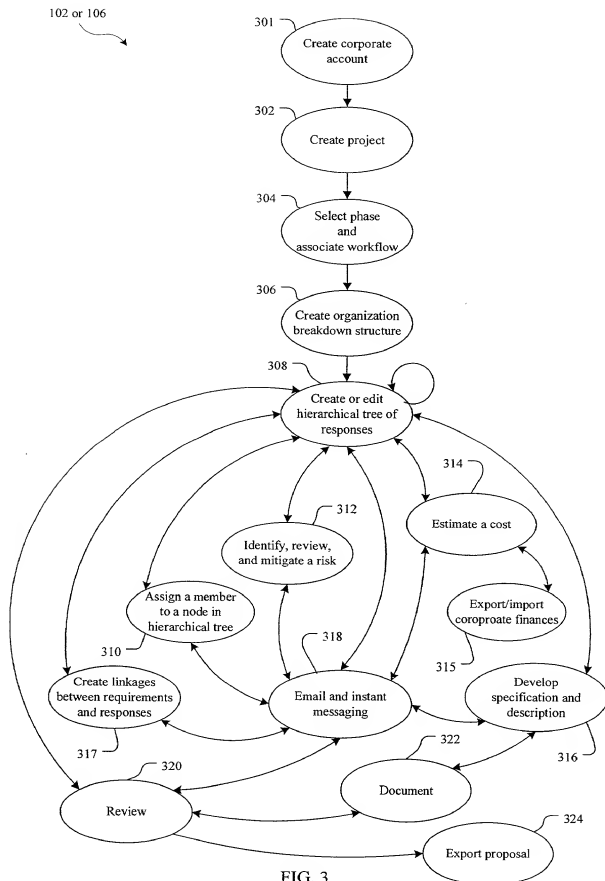 102 or 106
301
Create corporate
account
302
Create project
304
Select phase
and
associate workflow
306
Create organization
breakdown structure
308
Create or edit
hierarchical tree of
responses
314
Estimate a cost
312
Identify, review,
and mitigate a risk
Assign a member
to a node in
hierarchical tree
310
318
Export/import
coroproate finances
315
Create linkages
between requirements
and responses
317
Email and instant
messaging
Develop
specification and
description
316
320
Review
322
Document
324
Export proposal
FIG. 3